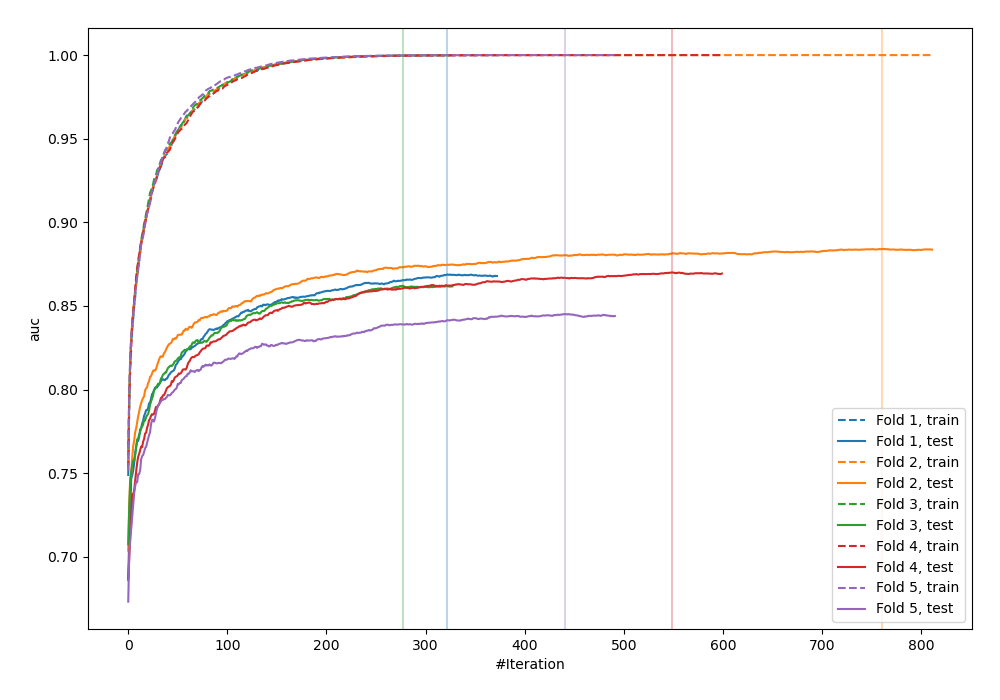 1.00
0.95
0.90
0.85
0.80
0.75
0.70
auc
0
100
200
300
400
500
600
700
800
#Iteration
Fold 1, train
Fold 1, test
Fold 2, train
Fold 2, test
Fold 3, train
Fold 3, test
Fold 4, train
Fold 4, test
Fold 5, train
Fold 5, test